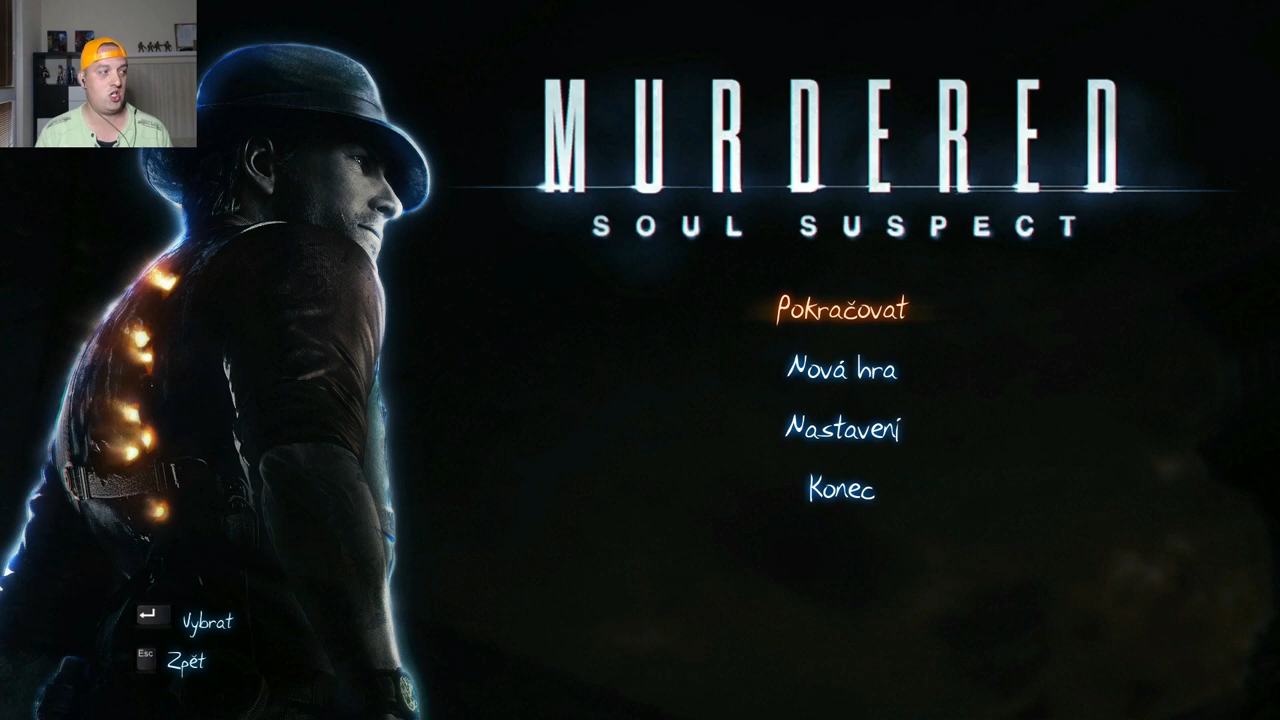 MURDERED
SOUL SUSPECT
Pokračovat
Nová hra
Nastavení
Konec
Vybrat
Esc Zpět